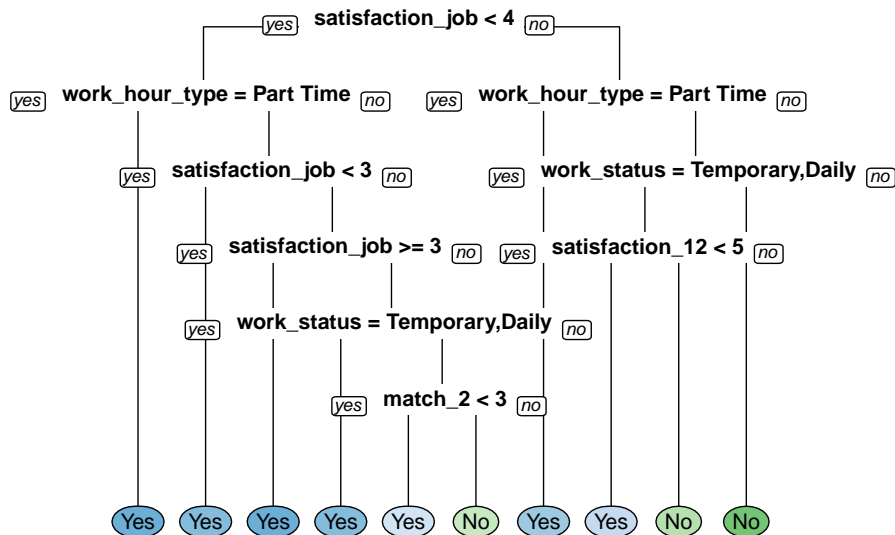 yes satisfaction_job < 4 no
yes work_hour_type = Part Time no yes work_hour_type = Part Time no
yes satisfaction_job < 3 no yes work_status = Temporary,Daily no
yes satisfaction_job >= 3 no yes satisfaction_12 < 5 no
yes work_status = Temporary,Daily no
yes match_2 < 3 no
Yes Yes Yes Yes Yes No Yes Yes No No